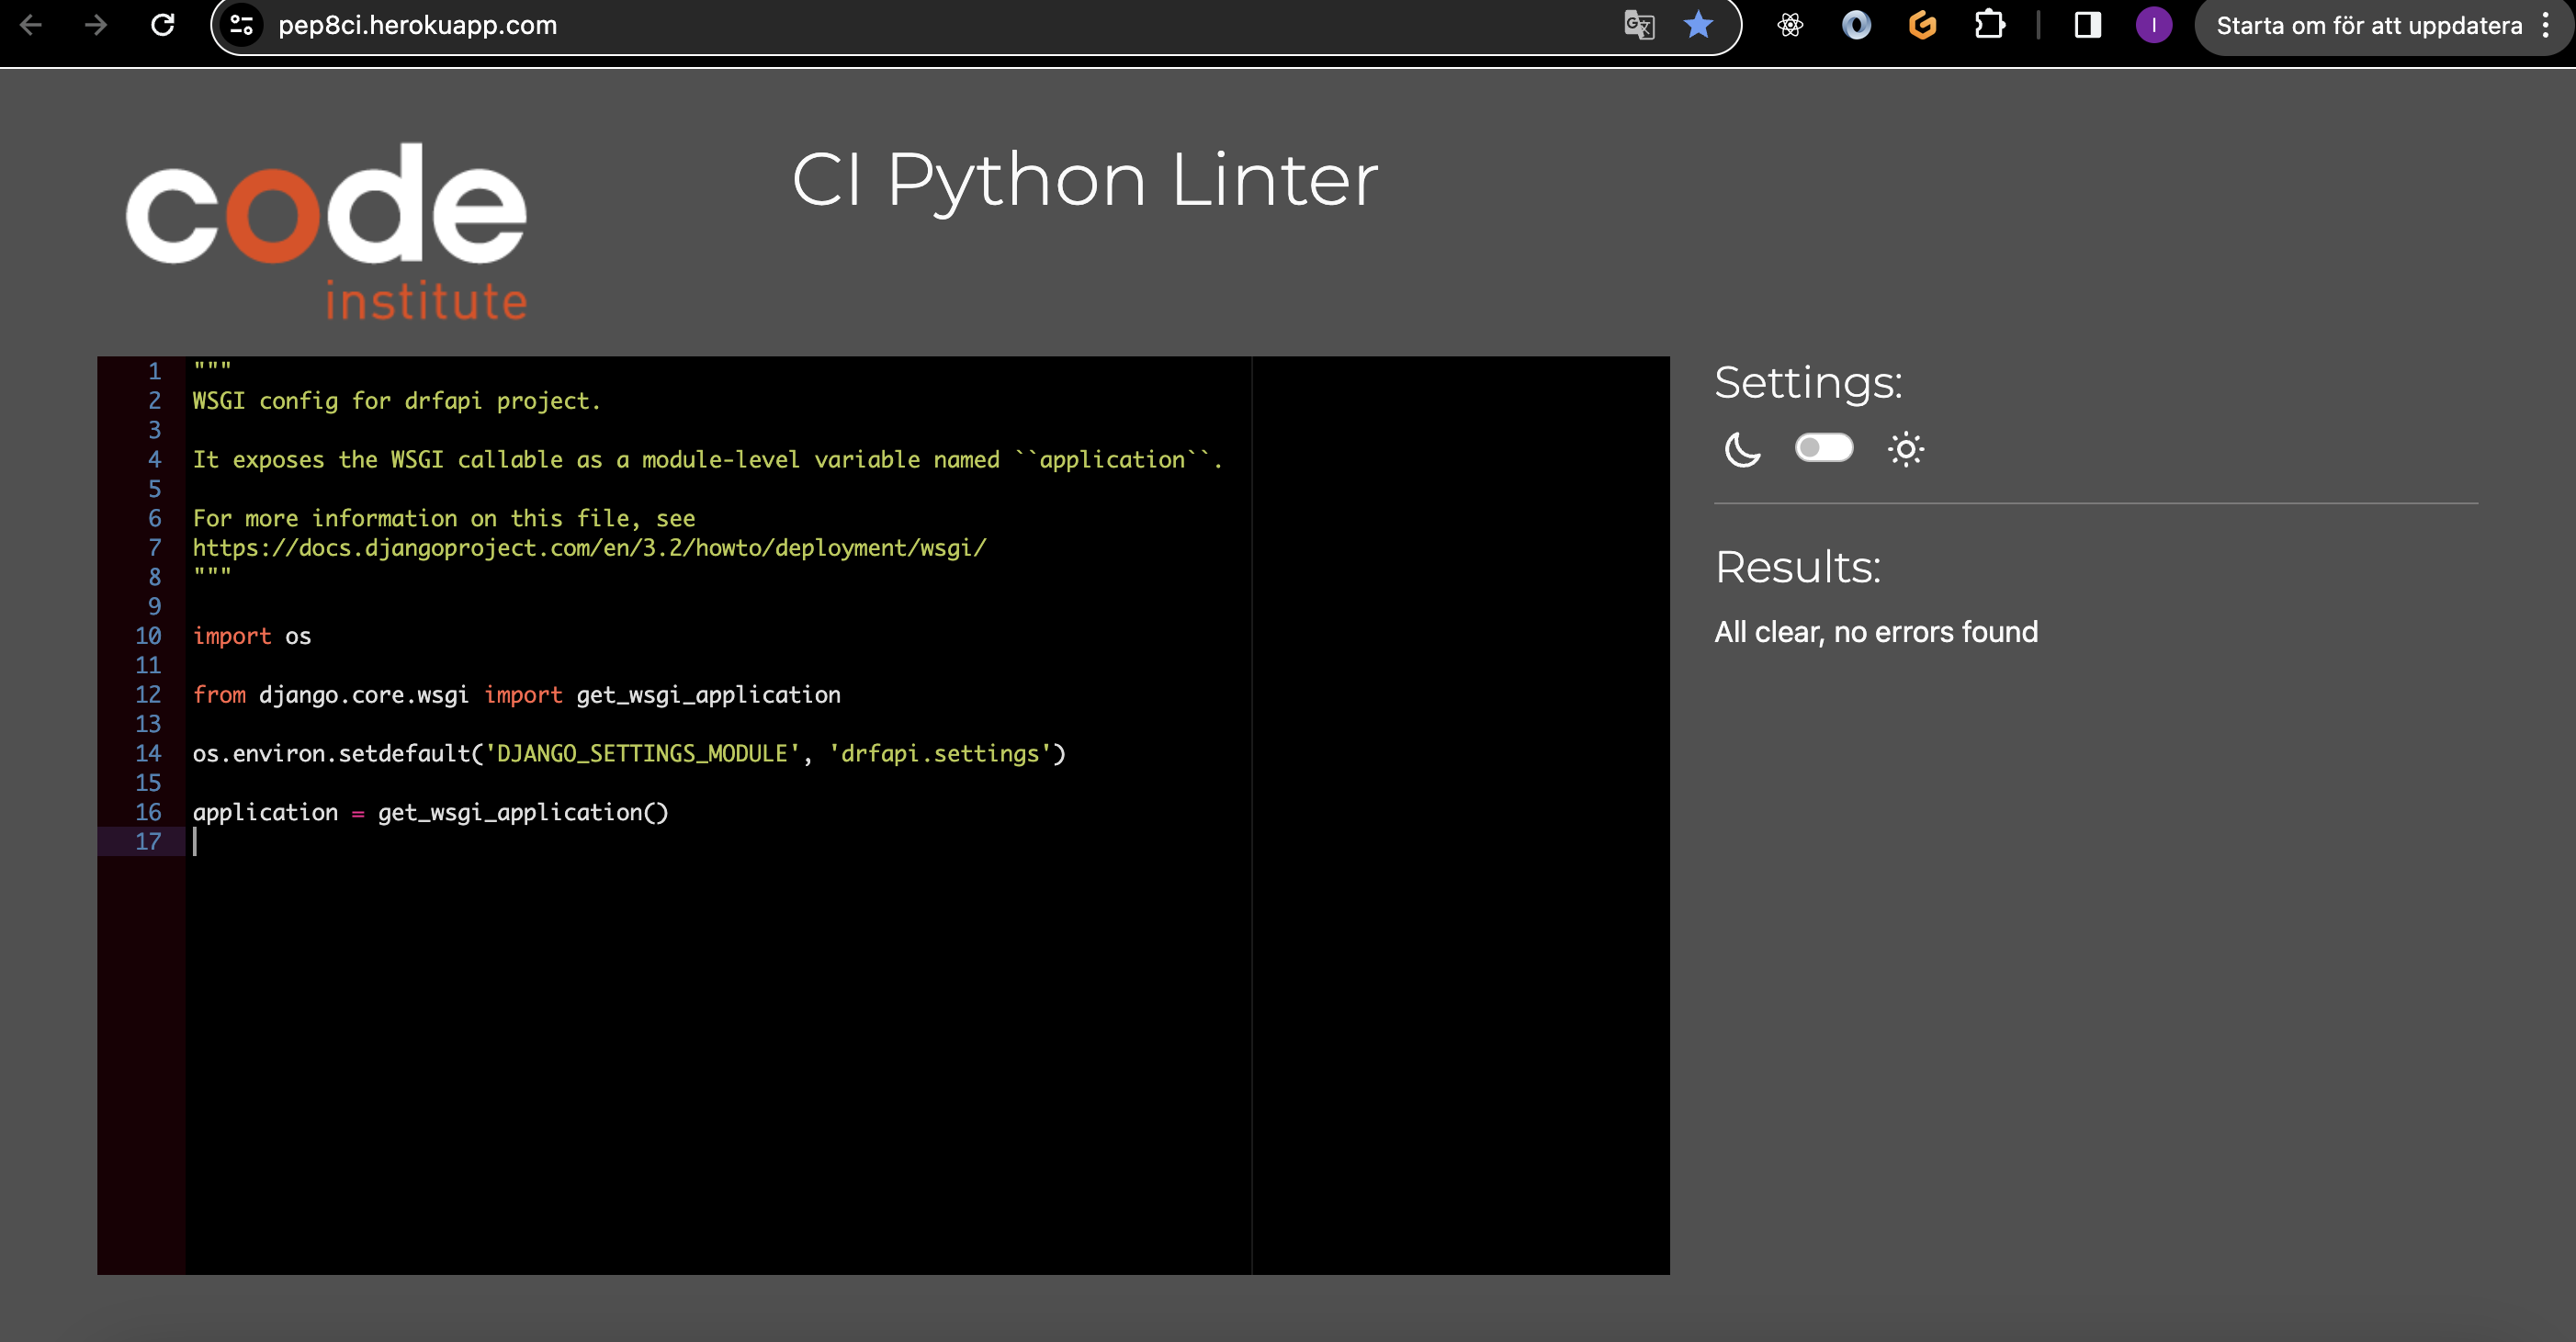 pep8ci.herokuapp.com
Starta om för att uppdatera
code
institute
CI Python Linter
1 """
2 WSGI config for drfapi project.
3
4 It exposes the WSGI callable as a module-level variable named ``application``.
5
6 For more information on this file, see
7 https://docs.djangoproject.com/en/3.2/howto/deployment/wsgi/
8 """
9
10 import os
11
12 from django.core.wsgi import get_wsgi_application
13
14 os.environ.setdefault('DJANGO_SETTINGS_MODULE', 'drfapi.settings')
15
16 application = get_wsgi_application()
17
Settings:
Results:
All clear, no errors found